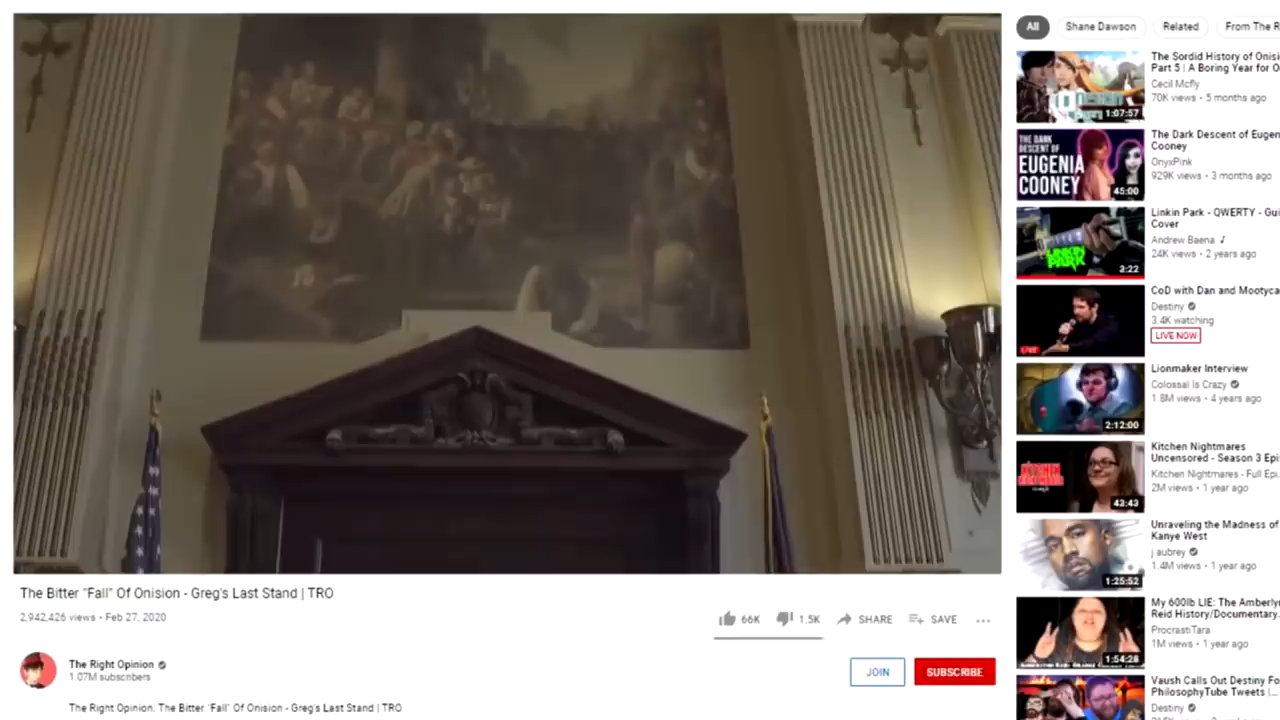 The Bitter "Fall" Of Onision - Greg's Last Stand | TRO
2,942,426 views • Feb 27, 2020
66K
1.5K
SHARE
SAVE
The Right Opinion
1.07M subscribers
JOIN
SUBSCRIBE
The Right Opinion: The Bitter "Fall" Of Onision - Greg's Last Stand | TRO
All
Shane Dawson
Related
From The R
The Sordid History of Onisi
Part 5 | A Boring Year for O
Cecil Mcfly
70K views • 5 months ago
1:07:57
THE DARK
DESCENT OF
EUGENIA
COONEY
45:00
The Dark Descent of Eugen
Cooney
OnyxPink
929K views • 3 months ago
LINKIN
PARK
3:22
Linkin Park - QWERTY - Gui
Cover
Andrew Baena
24K views • 2 years ago
LIVE
CoD with Dan and Mootyca
Destiny
3.4K watching
LIVE NOW
2:12:00
Lionmaker Interview
Colossal Is Crazy
1.8M views • 4 years ago
KITCHEN
43:43
Kitchen Nightmares
Uncensored - Season 3 Epi
Kitchen Nightmares - Full Epi.
2M views • 1 year ago
1:25:52
Unraveling the Madness of
Kanye West
j aubrey
1.4M views • 1 year ago
1:54:28
My 600lb LIE: The Amberlyn
Reid History/Documentary.
ProcrastiTara
1M views • 1 year ago
Vaush Calls Out Destiny Fo
PhilosophyTube Tweets |...
Destiny